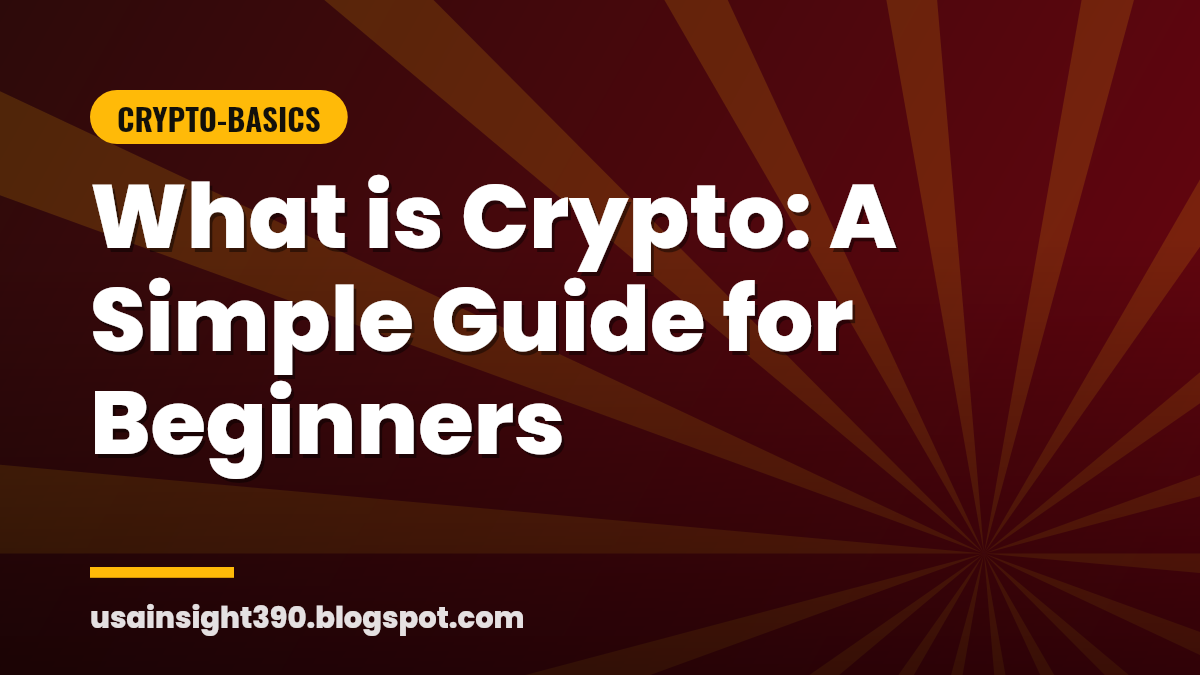 CRYPTO-BASICS
What is Crypto: A
Simple Guide for
Beginners
usainsight390.blogspot.com